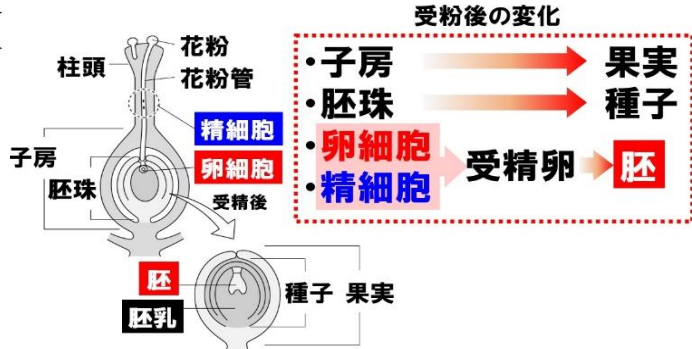 花粉
柱頭
花粉管
精細胞
卵細胞
子房
胚珠
受精後
胚
胚乳
種子 果実
受粉後の変化
・子房 果実
・胚珠 種子
・卵細胞
・精細胞
受精卵
胚